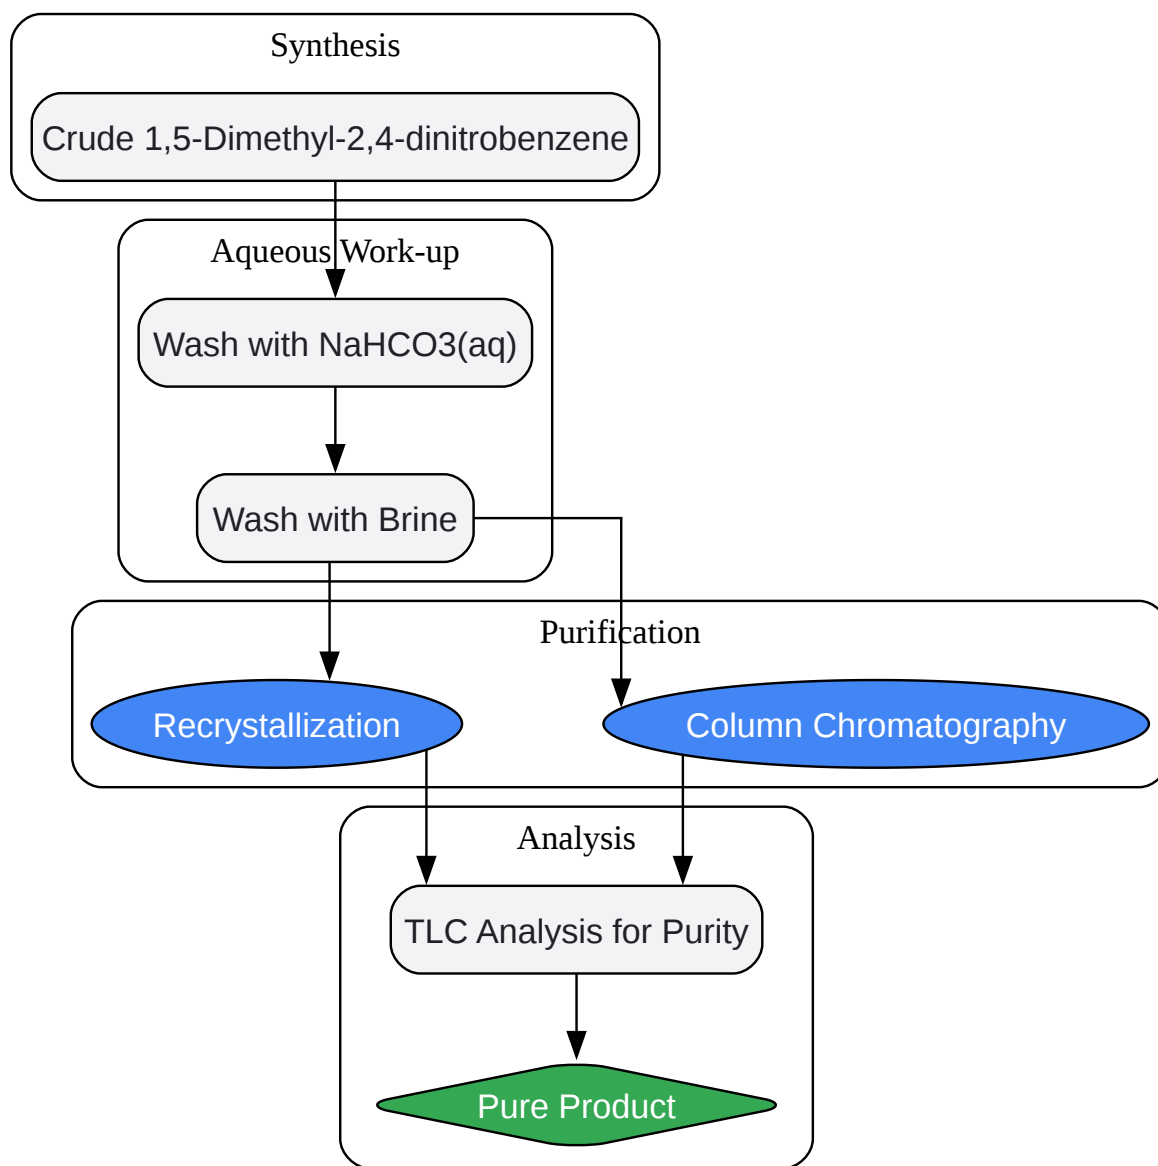 Synthesis
Crude 1,5-Dimethyl-2,4-dinitrobenzene
Aqueous Work-up
Wash with NaHCO3(aq)
Wash with Brine
Purification
Recrystallization
Column Chromatography
Analysis
TLC Analysis for Purity
Pure Product